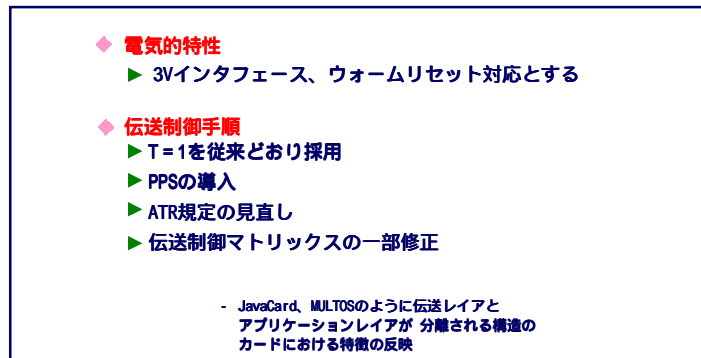 電気的特性
3Vインタフェース、ウォームリセット対応とする
伝送制御手順
T=1を従来どおり採用
PPSの導入
ATR規定の見直し
伝送制御マトリックスの一部修正
- JavaCard、MULTOSのように伝送レイアと
アプリケーションレイアが 分離される構造の
カードにおける特徴の反映